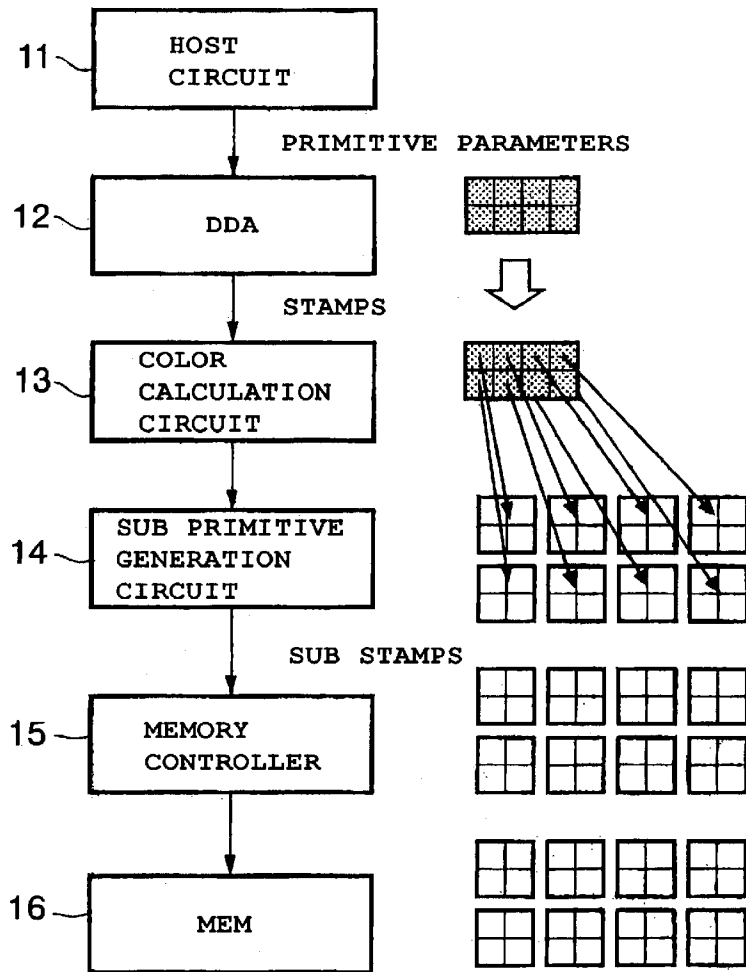 11
HOST
CIRCUIT
PRIMITIVE PARAMETERS
12
DDA
STAMPS
13
COLOR
CALCULATION
CIRCUIT
14
SUB PRIMITIVE
GENERATION
CIRCUIT
SUB STAMPS
15
MEMORY
CONTROLLER
16
MEM